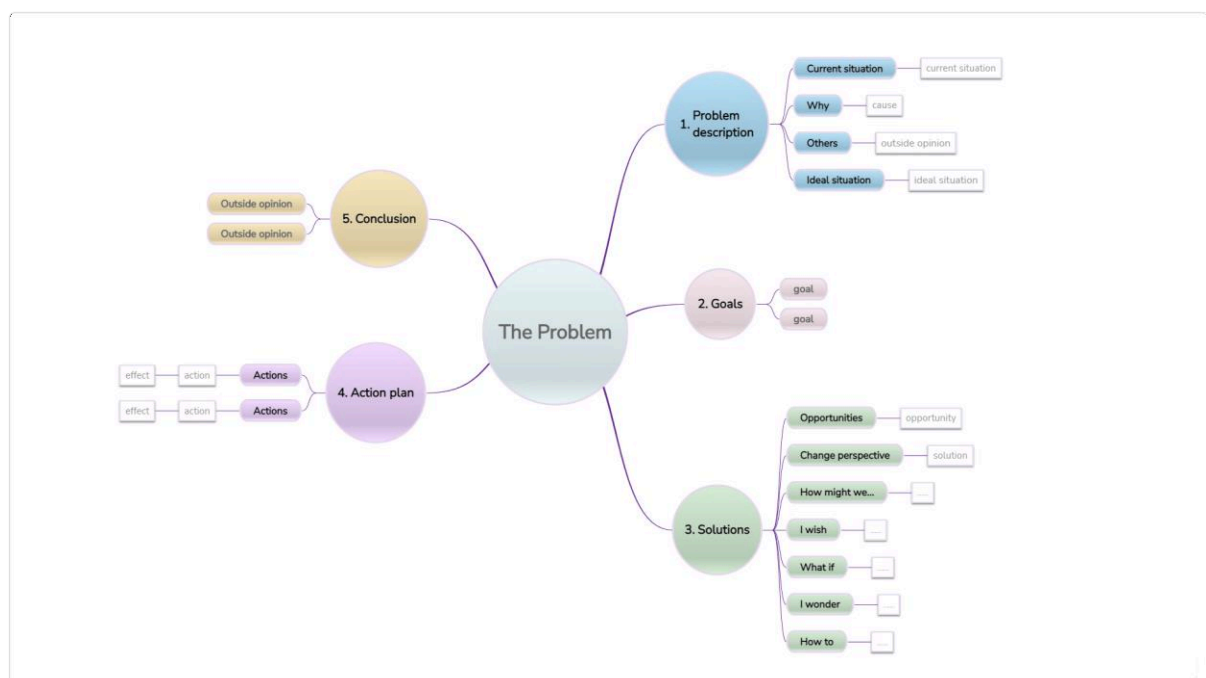 The Problem
1. Problem
description
Current situation
current situation
Why
cause
Others
outside opinion
Ideal situation
ideal situation
2. Goals
goal
goal
3. Solutions
Opportunities
opportunity
Change perspective
solution
How might we...
....
I wish
....
What if
....
I wonder
....
How to
....
4. Action plan
Actions
action
effect
Actions
action
effect
5. Conclusion
Outside opinion
Outside opinion